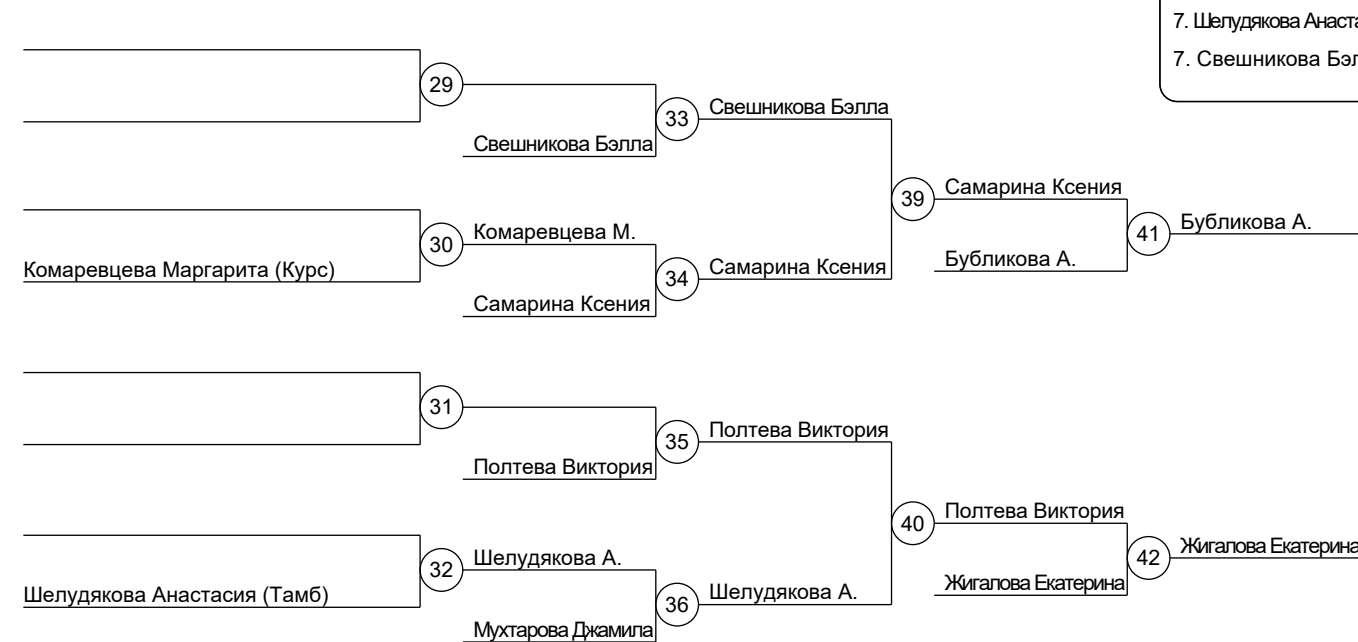 7. Шелудякова
7. Свешникова
29
33
Свешникова Бэлла
Свешникова Бэлла
39
Самарина Ксения
41
Бубликова А.
30
Комаревцева М.
Комаревцева Маргарита (Курс)
34
Самарина Ксения
Бубликова А.
Самарина Ксения
31
35
Полтева Виктория
Полтева Виктория
40
Полтева Виктория
42
Жигалова Екатерина
32
Шелудякова А.
Шелудякова Анастасия (Тамб)
36
Шелудякова А.
Жигалова Екатерина
Мухтарова Джамила